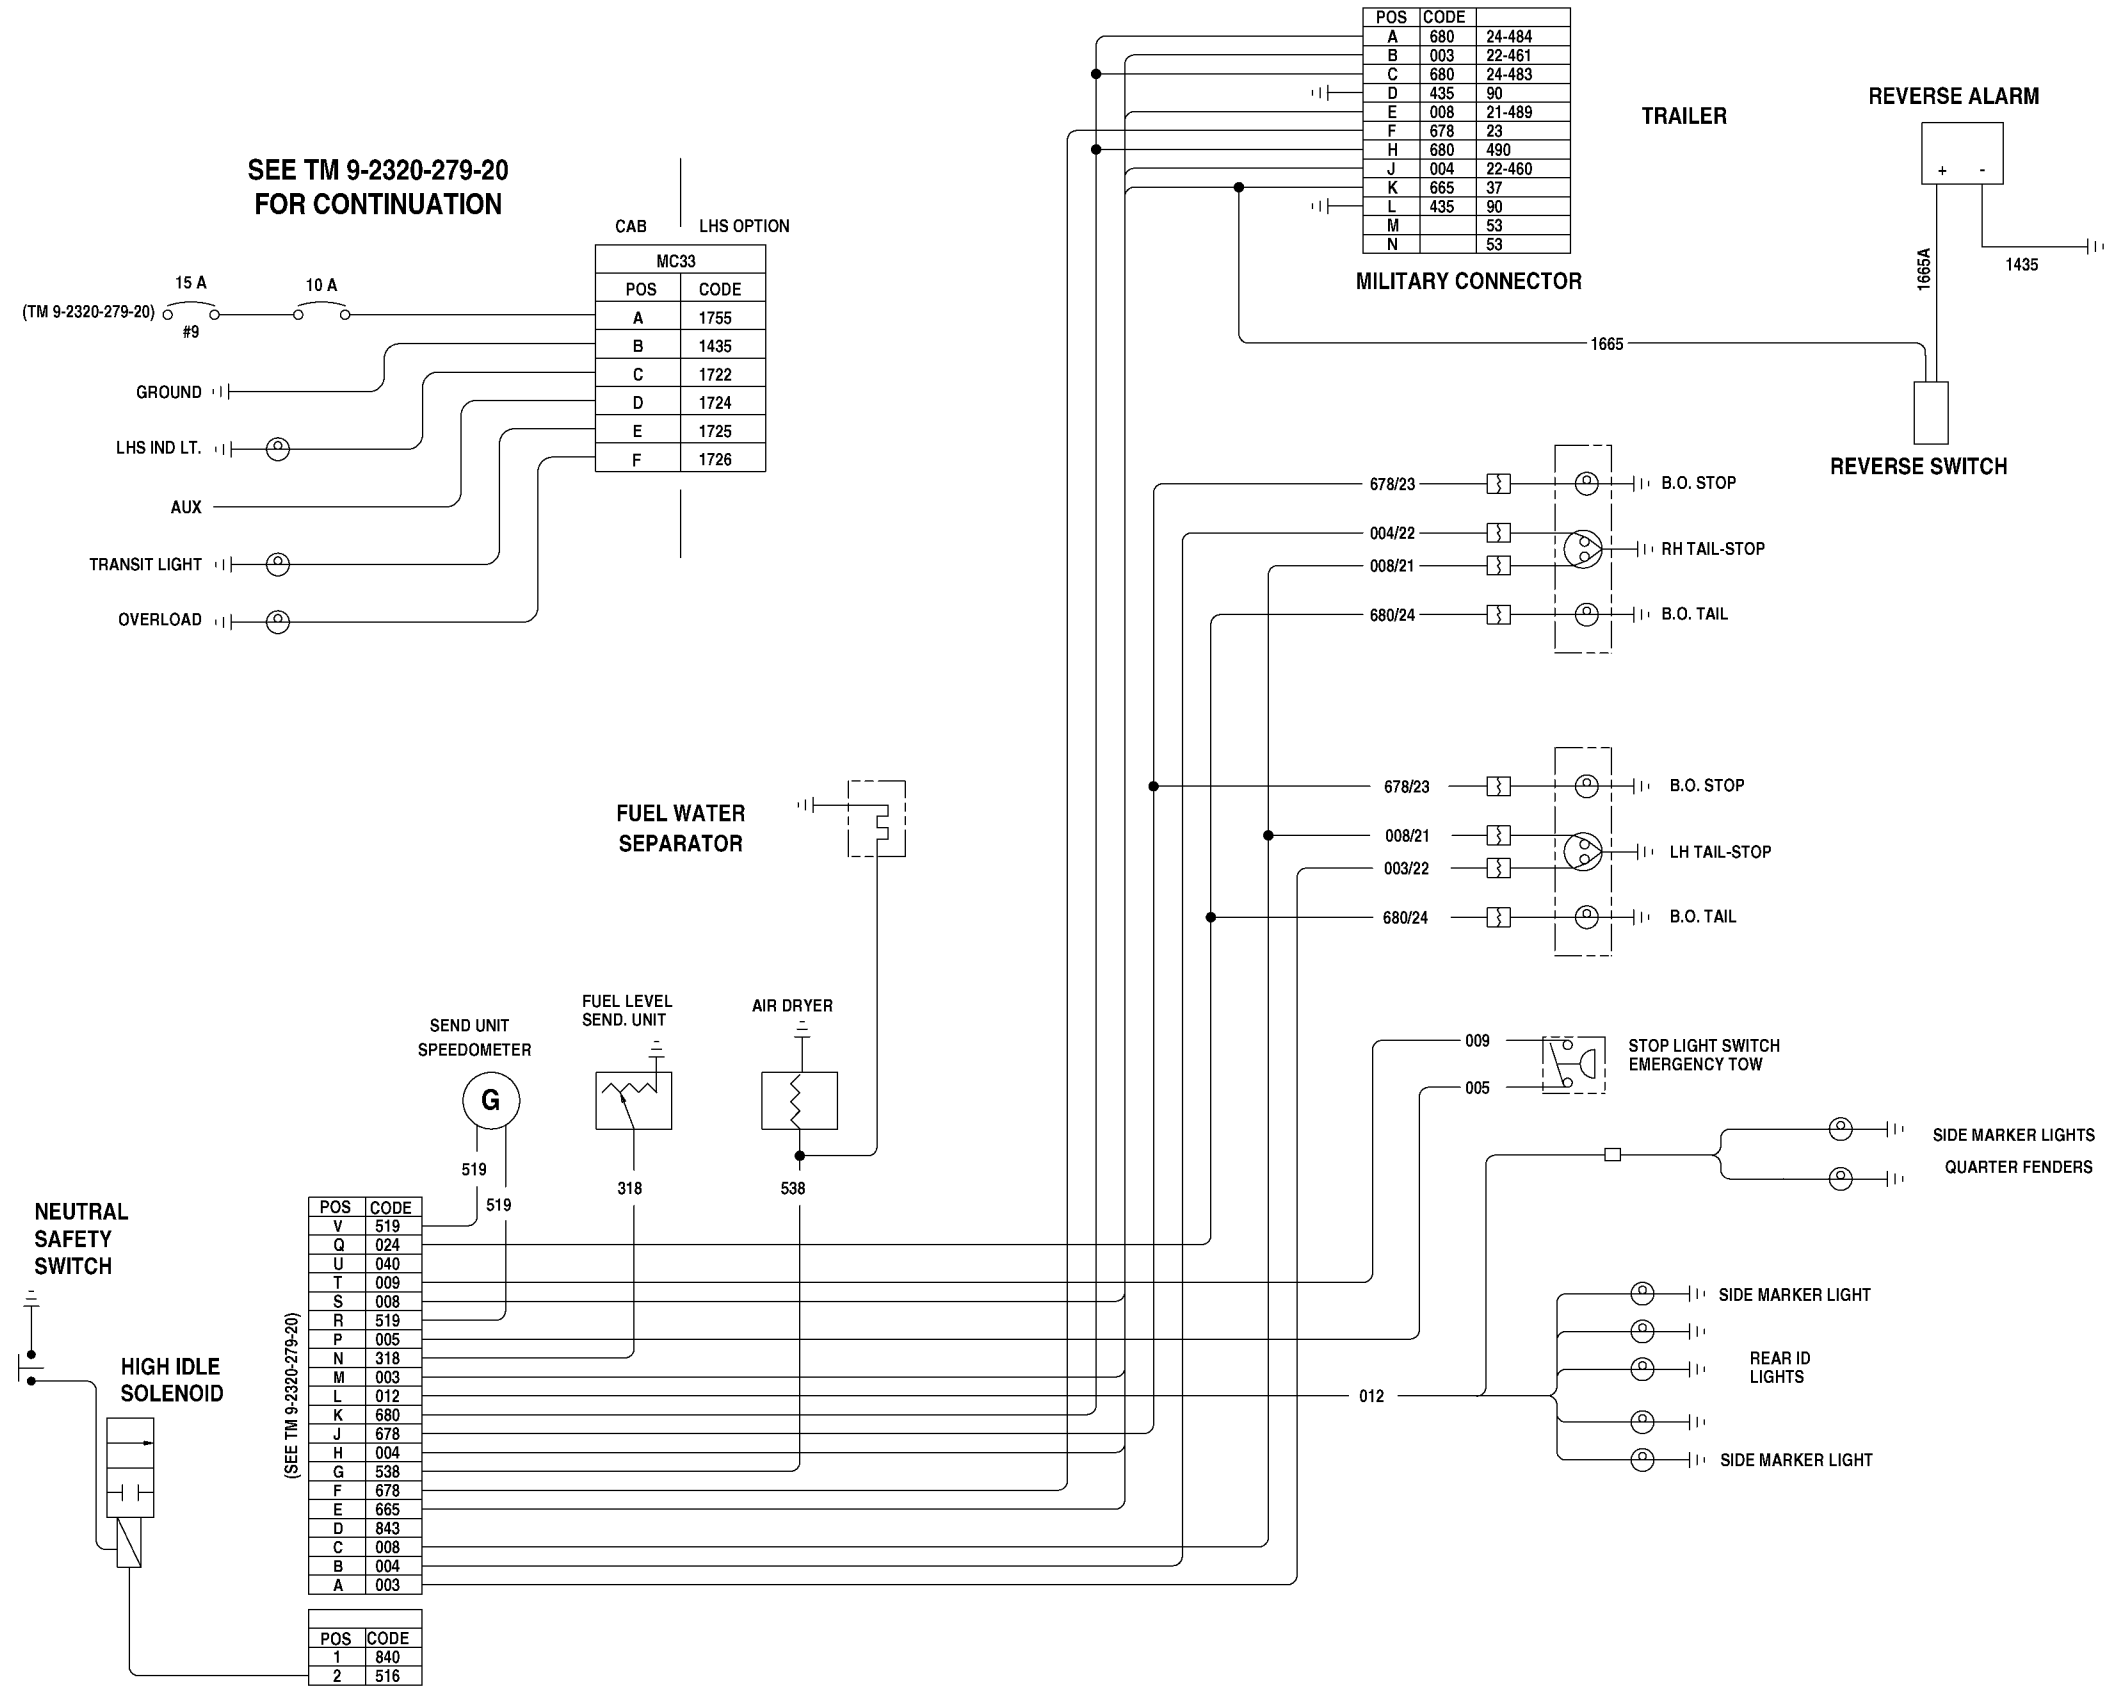 POS CODE
A 680 24-484
B 003 22-461
C 680 24-483
D 435 90
E 008 21-489
F 678 23
H 680 490
J 004 22-460
K 665 37
L 435 90
M 53
N 53
MILITARY CONNECTOR
TRAILER
REVERSE ALARM
+ -
1665A
1435
1665
REVERSE SWITCH
SEE TM 9-2320-279-20
FOR CONTINUATION
CAB LHS OPTION
MC33
POS CODE
A 1755
B 1435
C 1722
D 1724
E 1725
F 1726
15 A
10 A
(TM 9-2320-279-20)
#9
GROUND
LHS IND LT.
AUX
TRANSIT LIGHT
OVERLOAD
678/23 B.O. STOP
004/22
RH TAIL-STOP
008/21
680/24 B.O. TAIL
678/23 B.O. STOP
008/21
LH TAIL-STOP
003/22
680/24 B.O. TAIL
FUEL WATER
SEPARATOR
SEND UNIT
SPEEDOMETER
G
519
519
FUEL LEVEL
SEND. UNIT
318
AIR DRYER
538
009
005
STOP LIGHT SWITCH
EMERGENCY TOW
SIDE MARKER LIGHTS
QUARTER FENDERS
012
SIDE MARKER LIGHT
REAR ID
LIGHTS
SIDE MARKER LIGHT
NEUTRAL
SAFETY
SWITCH
HIGH IDLE
SOLENOID
(SEE TM 9-2320-279-20)
POS CODE
V 519
Q 024
U 040
T 009
S 008
R 519
P 005
N 318
M 003
L 012
K 680
J 678
H 004
G 538
F 678
E 665
D 843
C 008
B 004
A 003
POS CODE
1 840
2 516